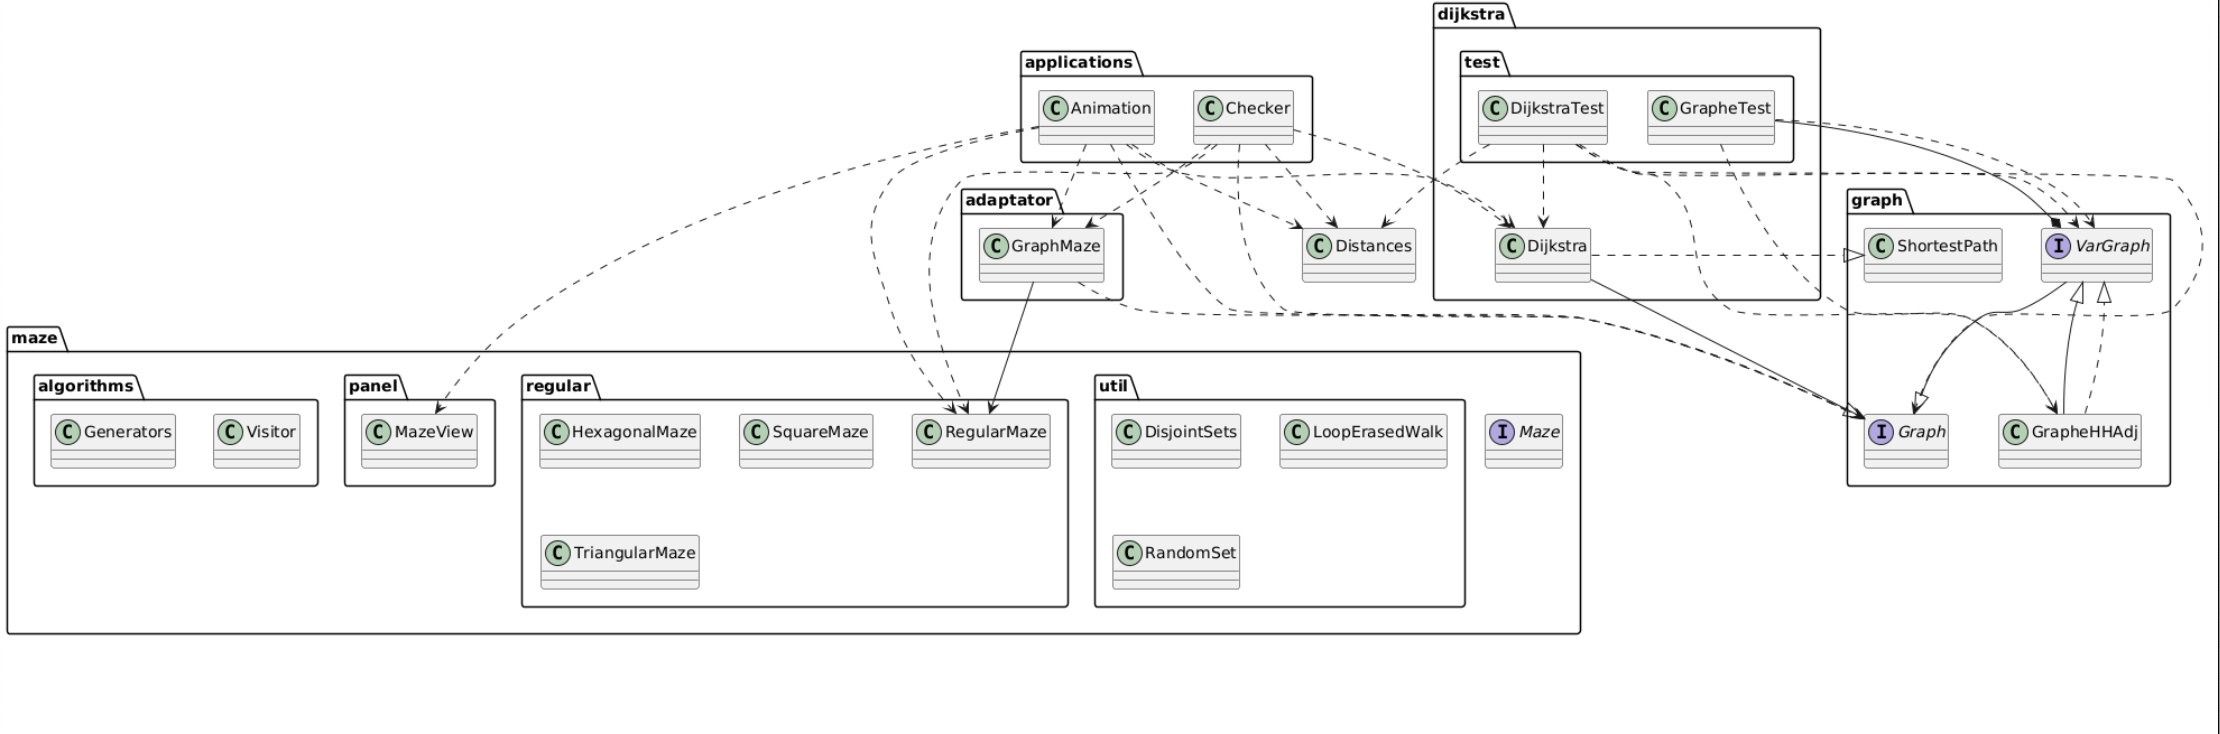 dijkstra
applications
test
C Animation
C Checker
C DijkstraTest
C GrapheTest
adaptator
graph
C GraphMaze
C Distances
C Dijkstra
C ShortestPath
I VarGraph
maze
algorithms
panel
regular
util
C Generators
C Visitor
C MazeView
C HexagonalMaze
C SquareMaze
C RegularMaze
C DisjointSets
C LoopErasedWalk
I Maze
I Graph
C GrapheHHAdj
C TriangularMaze
C RandomSet